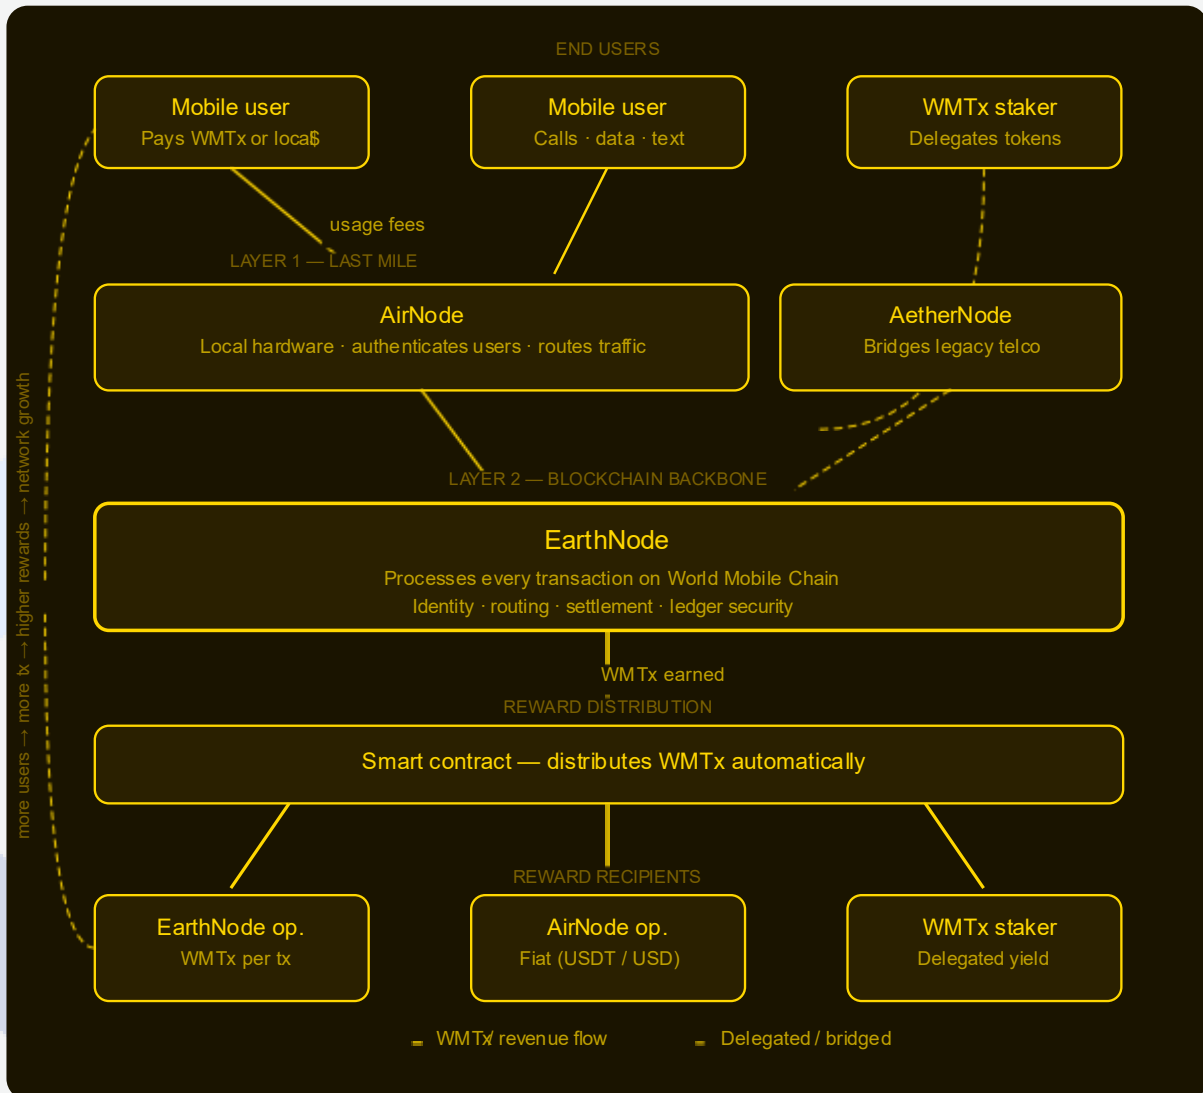 END USERS
Mobile user
Pays WMTx or local$
Mobile user
Calls · data · text
WMTx staker
Delegates tokens
usage fees
LAYER 1 — LAST MILE
AirNode
Local hardware · authenticates users · routes traffic
AetherNode
Bridges legacy telco
LAYER 2 — BLOCKCHAIN BACKBONE
EarthNode
Processes every transaction on World Mobile Chain
Identity · routing · settlement · ledger security
WMTx earned
REWARD DISTRIBUTION
Smart contract — distributes WMTx automatically
REWARD RECIPIENTS
EarthNode op.
WMTx per tx
AirNode op.
Fiat (USDT / USD)
WMTx staker
Delegated yield
more users → more tx → higher rewards → network growth
WMTx/ revenue flow
Delegated / bridged